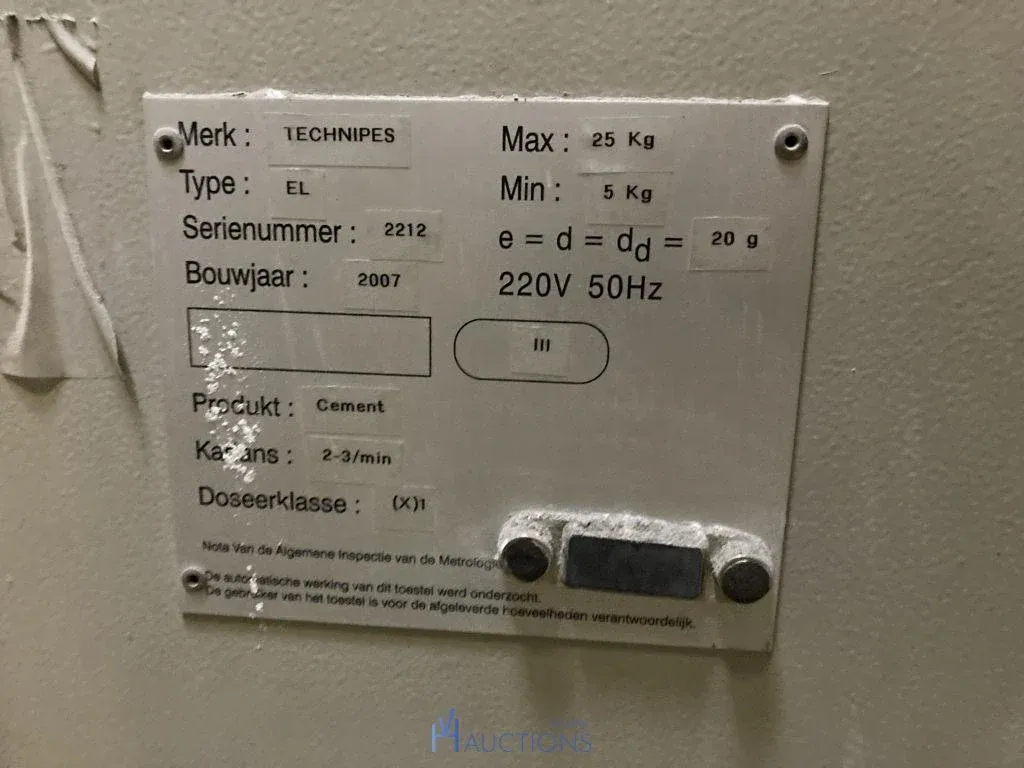 Merk : TECHNIPES
Type : EL
Serienummer : 2212
Bouwjaar : 2007
Max : 25 Kg
Min : 5 Kg
e = d = dd = 20 g
220V 50Hz
III
Produkt : Cement
Kadans : 2-3/min
Doseerklasse : (X)1
Nota Van de Algemene Inspectie van de Metrologie
De automatische werking van dit toestel werd onderzocht.
De gebruiker van het toestel is voor de afgeleverde hoeveelheden verantwoordelijk.
AUCTIONS